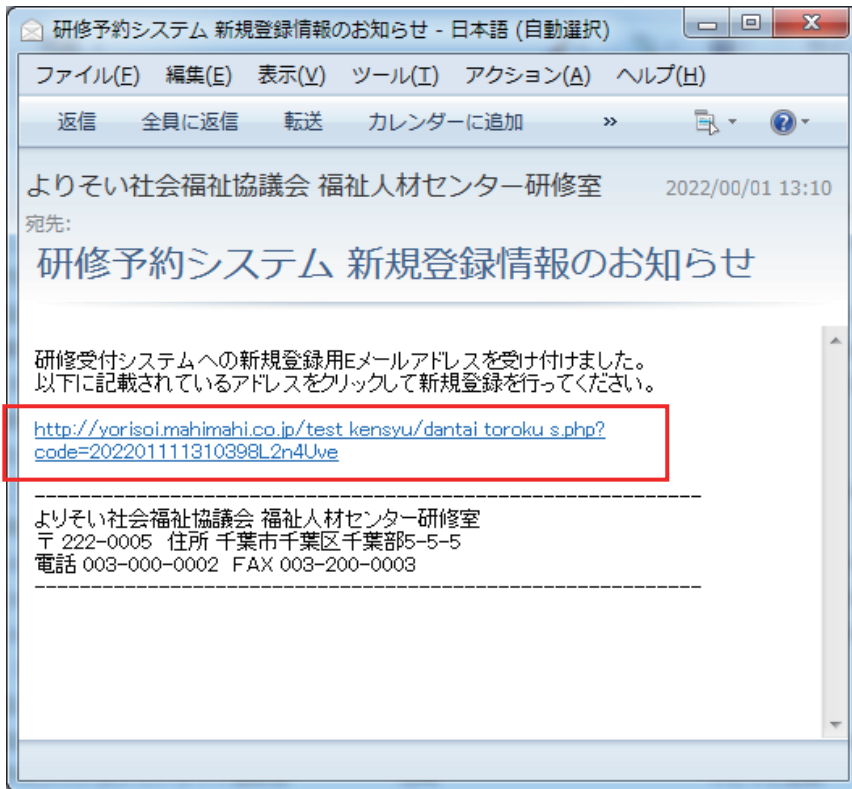 研修予約システム 新規登録情報のお知らせ - 日本語 (自動選択)
ファイル(F) 編集(E) 表示(V) ツール(T) アクション(A) ヘルプ(H)
返信 全員に返信 転送 カレンダーに追加 »
よりそい社会福祉協議会 福祉人材センター研修室 2022/00/01 13:10
宛先:
研修予約システム 新規登録情報のお知らせ
研修受付システムへの新規登録用Eメールアドレスを受け付けました。
以下に記載されているアドレスをクリックして新規登録を行ってください。
http://yorisoi.mahimahi.co.jp/test_kensyu/dantai_toroku_s.php?
code=202201111310398L2n4Uve
------------------------------------------------------------
よりそい社会福祉協議会 福祉人材センター研修室
〒 222-0005 住所 千葉市千葉区千葉部5-5-5
電話 003-000-0002 FAX 003-200-0003
------------------------------------------------------------